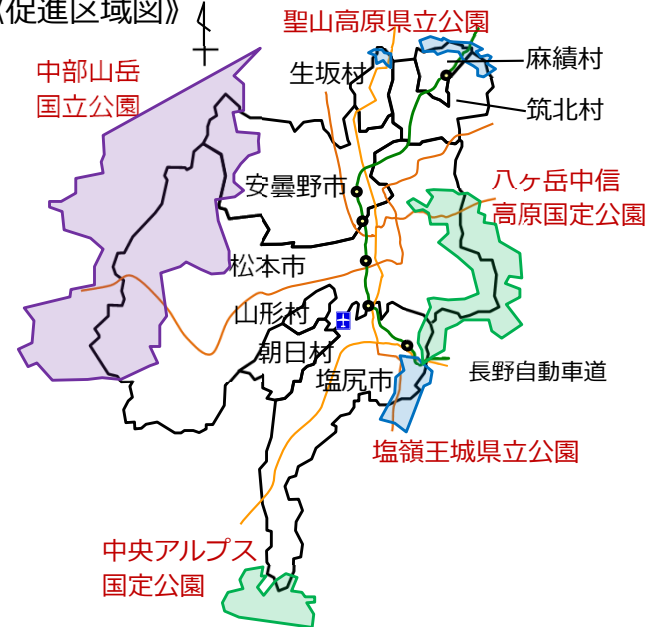 《促進区域図》
聖山高原県立公園
中部山岳
国立公園
生坂村
麻績村
筑北村
安曇野市
八ヶ岳中信
高原国定公園
松本市
山形村
朝日村
塩尻市
長野自動車道
塩嶺王城県立公園
中央アルプス
国定公園